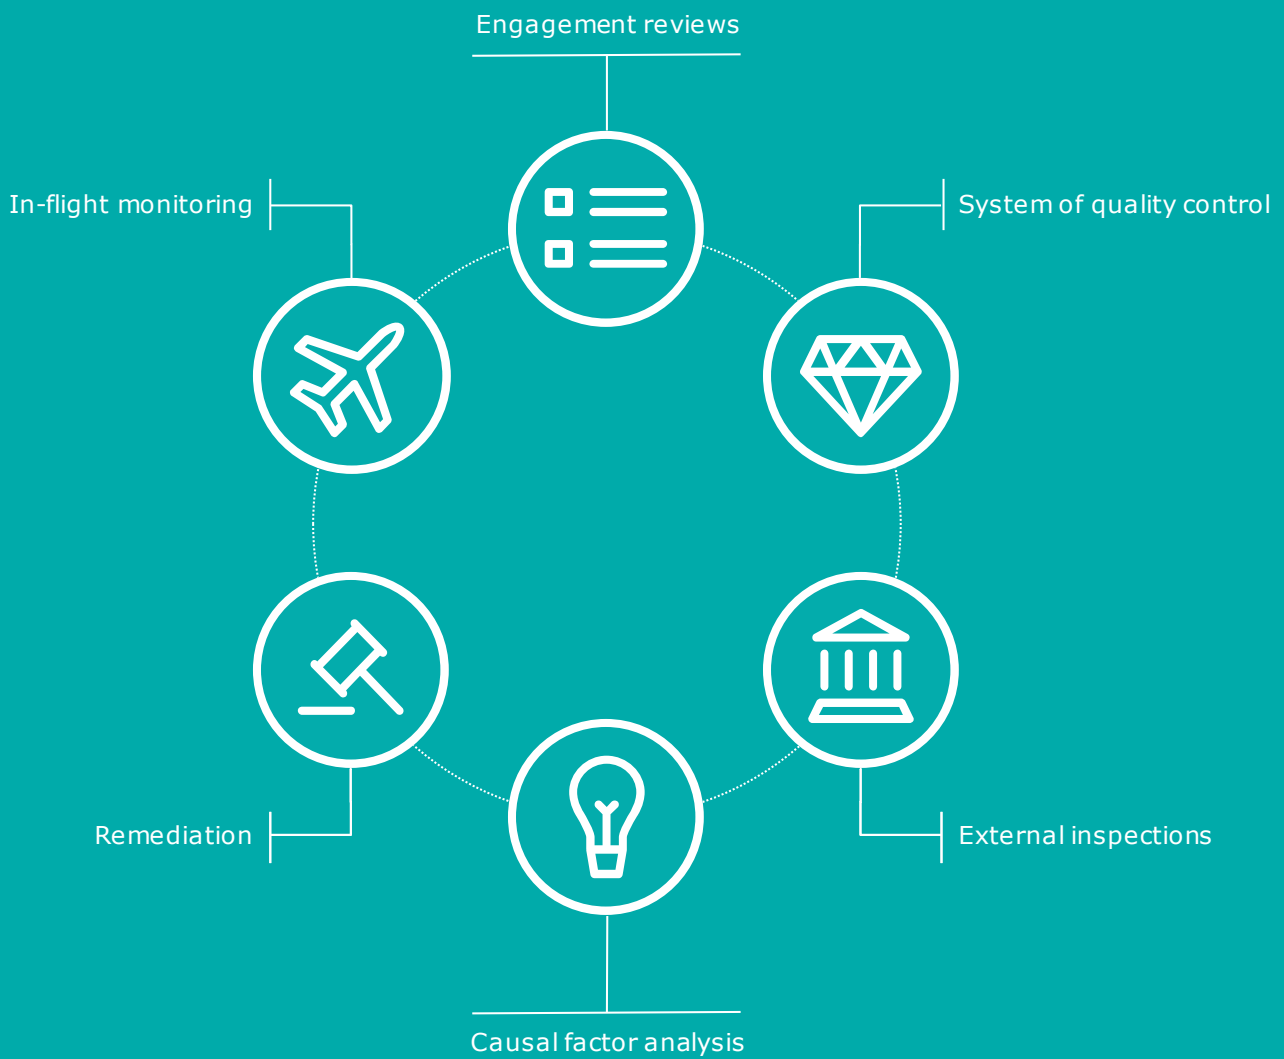 Engagement reviews
In-flight monitoring
System of quality control
Remediation
External inspections
Causal factor analysis